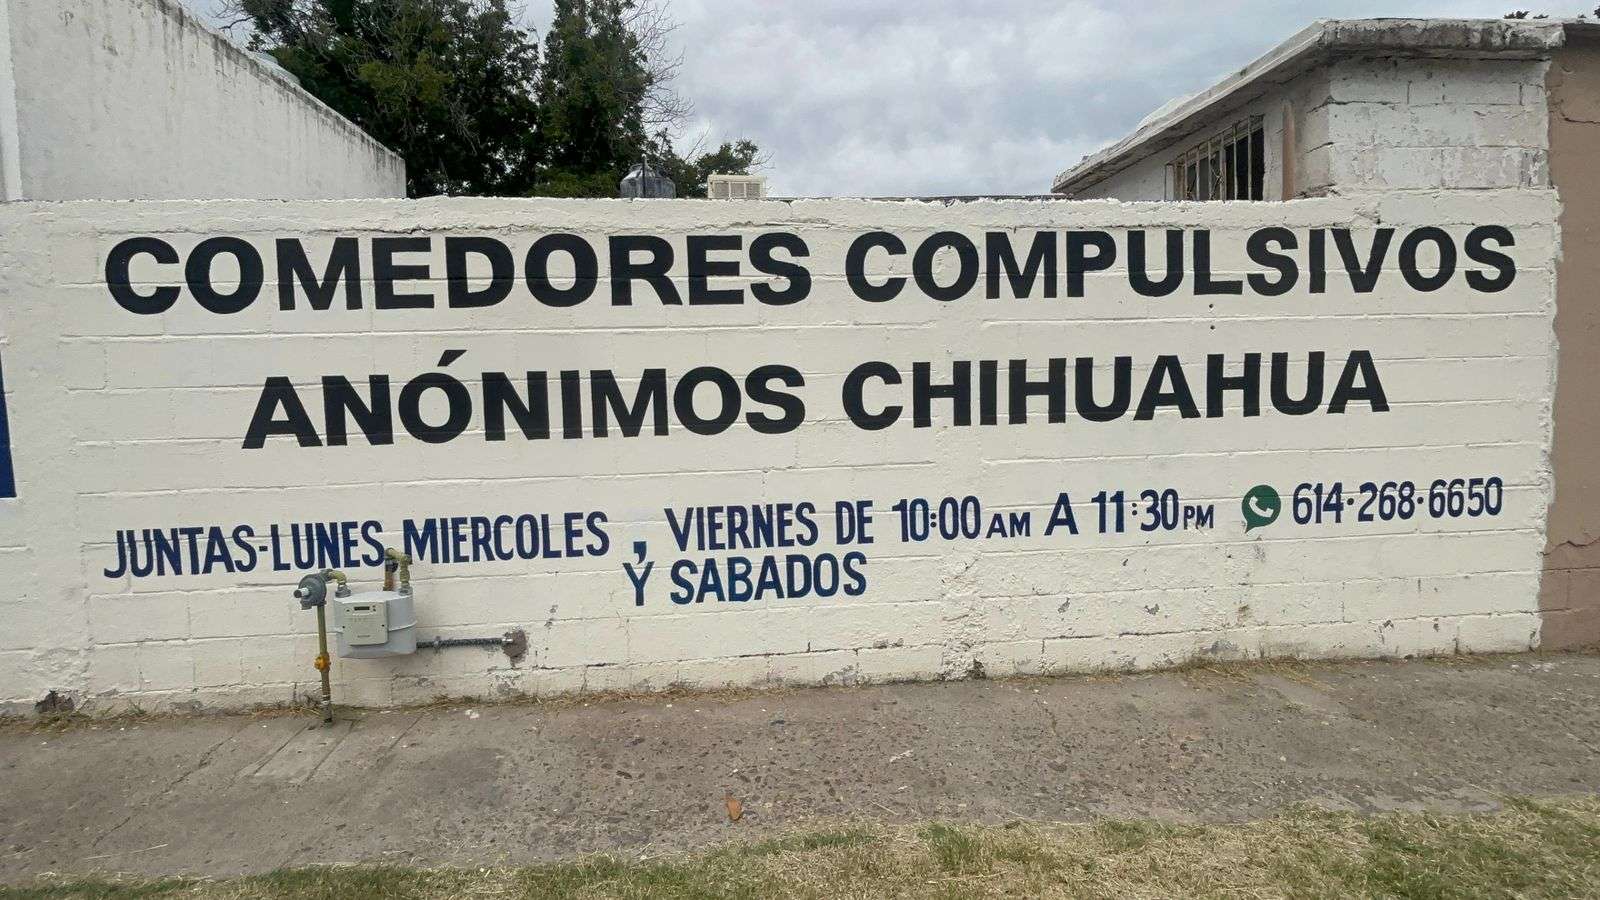 COMEDORES COMPULSIVOS
ANÓNIMOS CHIHUAHUA
JUNTAS-LUNES MIERCOLES , VIERNES DE 10:00 AM A 11:30 PM 614-268-6650
Y SABADOS